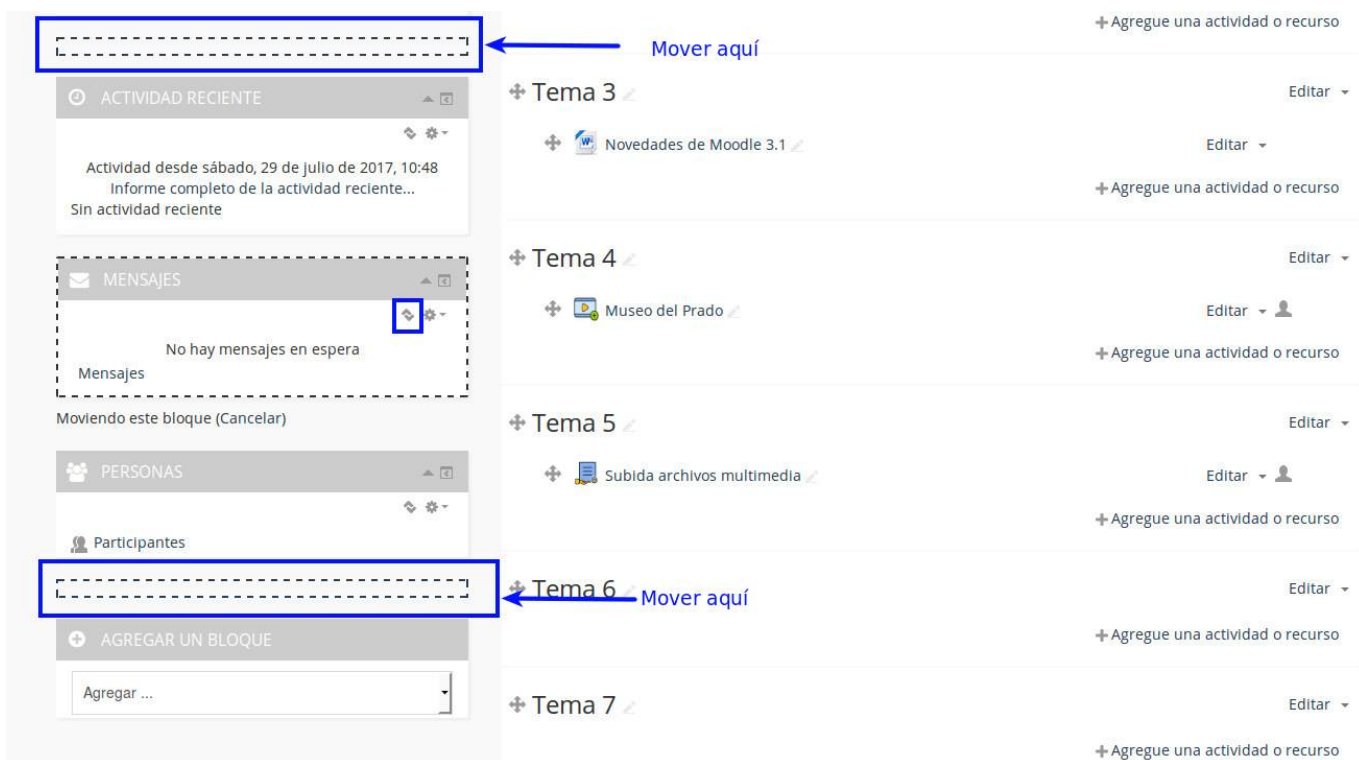 Mover aquí
ACTIVIDAD RECIENTE
Actividad desde sábado, 29 de julio de 2017, 10:48
Informe completo de la actividad reciente...
Sin actividad reciente
MENSAJES
No hay mensajes en espera
Mensajes
Moviendo este bloque (Cancelar)
PERSONAS
Participantes
Mover aquí
AGREGAR UN BLOQUE
Agregar ...
Agregue una actividad o recurso
Tema 3
Editar
Novedades de Moodle 3.1
Editar
Agregue una actividad o recurso
Tema 4
Editar
Museo del Prado
Editar
Agregue una actividad o recurso
Tema 5
Editar
Subida archivos multimedia
Editar
Agregue una actividad o recurso
Tema 6
Editar
Agregue una actividad o recurso
Tema 7
Editar
Agregue una actividad o recurso